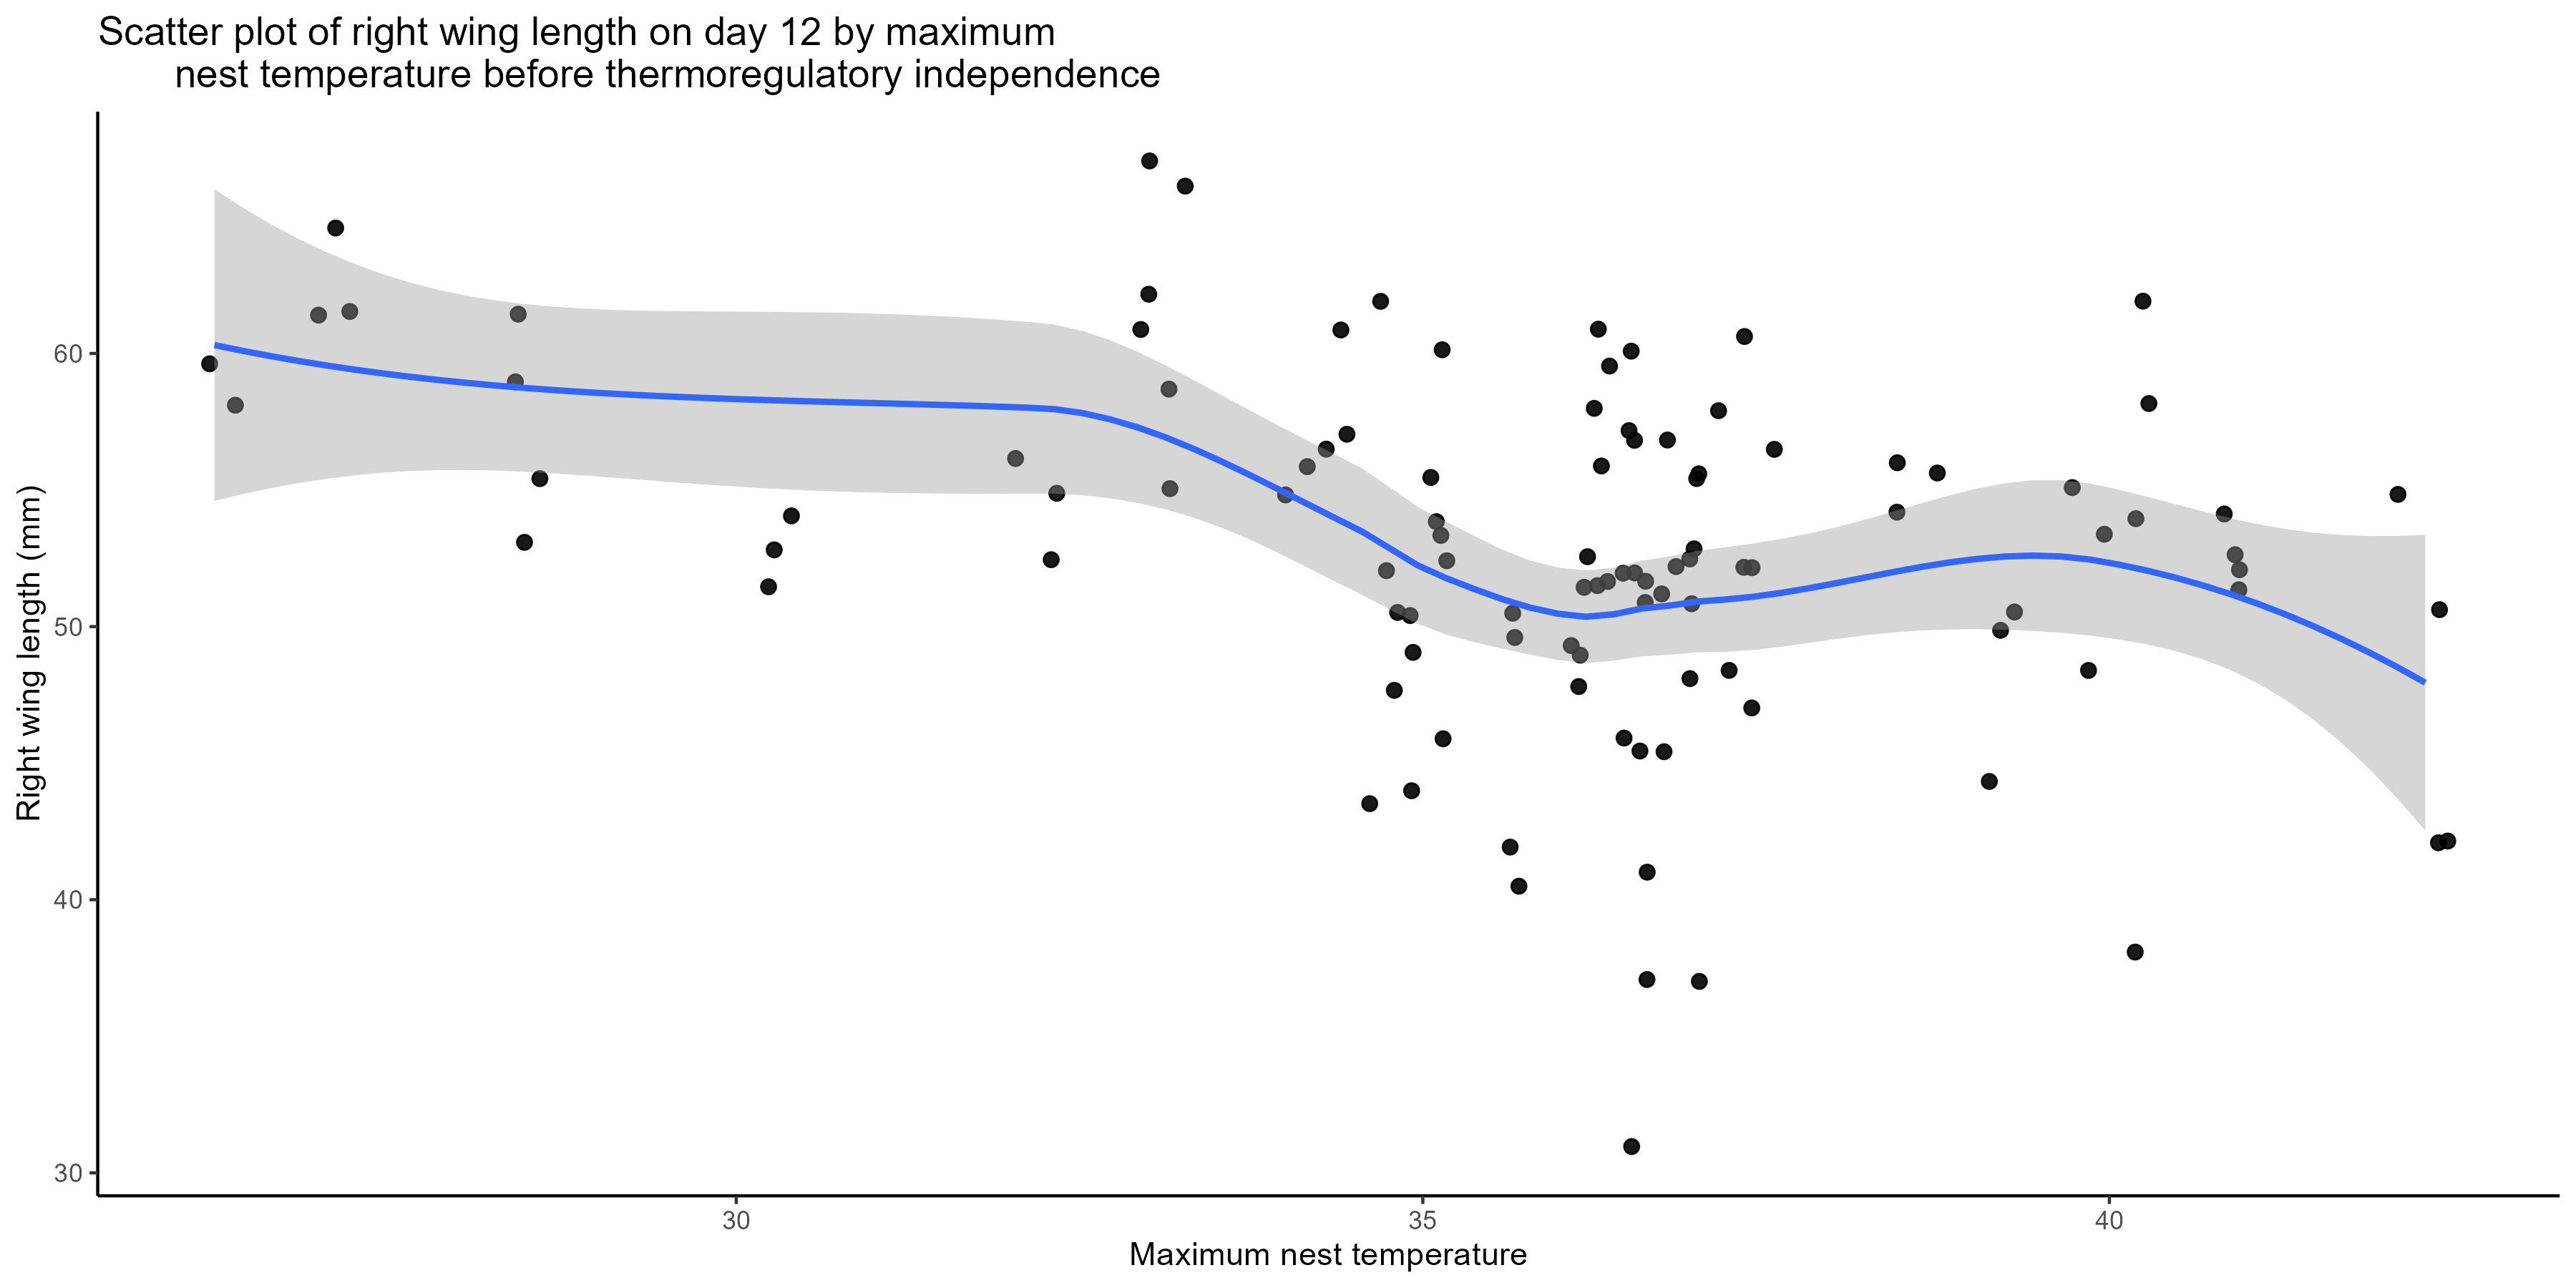 Scatter plot of right wing length on day 12 by maximum
nest temperature before thermoregulatory independence
Right wing length (mm)
60
50
40
30
30
35
40
Maximum nest temperature